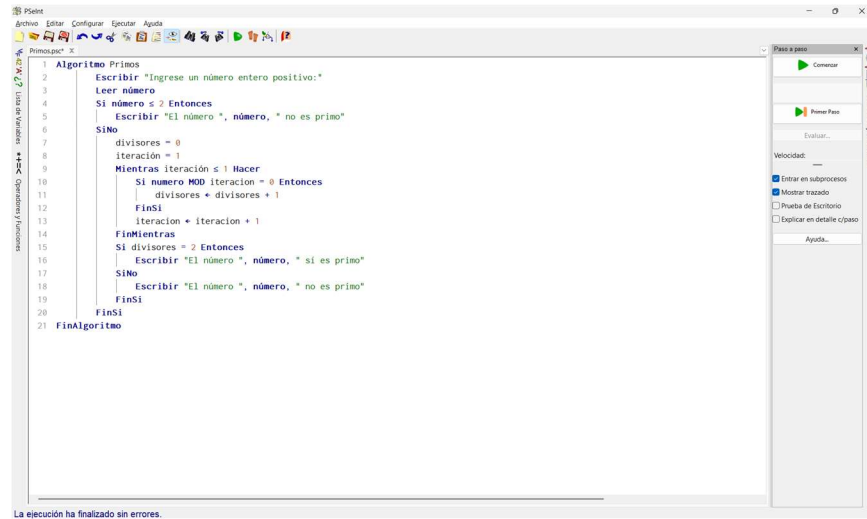 PSeInt
Archivo Editar Configurar Ejecutar Ayuda
Primos.psc*
Paso a paso
1 Algoritmo Primos
2 Escribir "Ingrese un número entero positivo:"
3 Leer número
4 Si número ≤ 2 Entonces
5 Escribir "El número ", número, " no es primo"
6 SiNo
7 divisores = 0
8 iteración = 1
9 Mientras iteración ≤ 1 Hacer
10 Si numero MOD iteracion = 0 Entonces
11 divisores ← divisores + 1
12 FinSi
13 iteracion ← iteracion + 1
14 FinMientras
15 Si divisores = 2 Entonces
16 Escribir "El número ", número, " sí es primo"
17 SiNo
18 Escribir "El número ", número, " no es primo"
19 FinSi
20 FinSi
21 FinAlgoritmo
Lista de Variables
*+=< Operadores y Funciones
Comenzar
Primer Paso
Evaluar...
Velocidad:
Entrar en subprocesos
Mostrar trazado
Prueba de Escritorio
Explicar en detalle c/paso
Ayuda...
La ejecución ha finalizado sin errores.